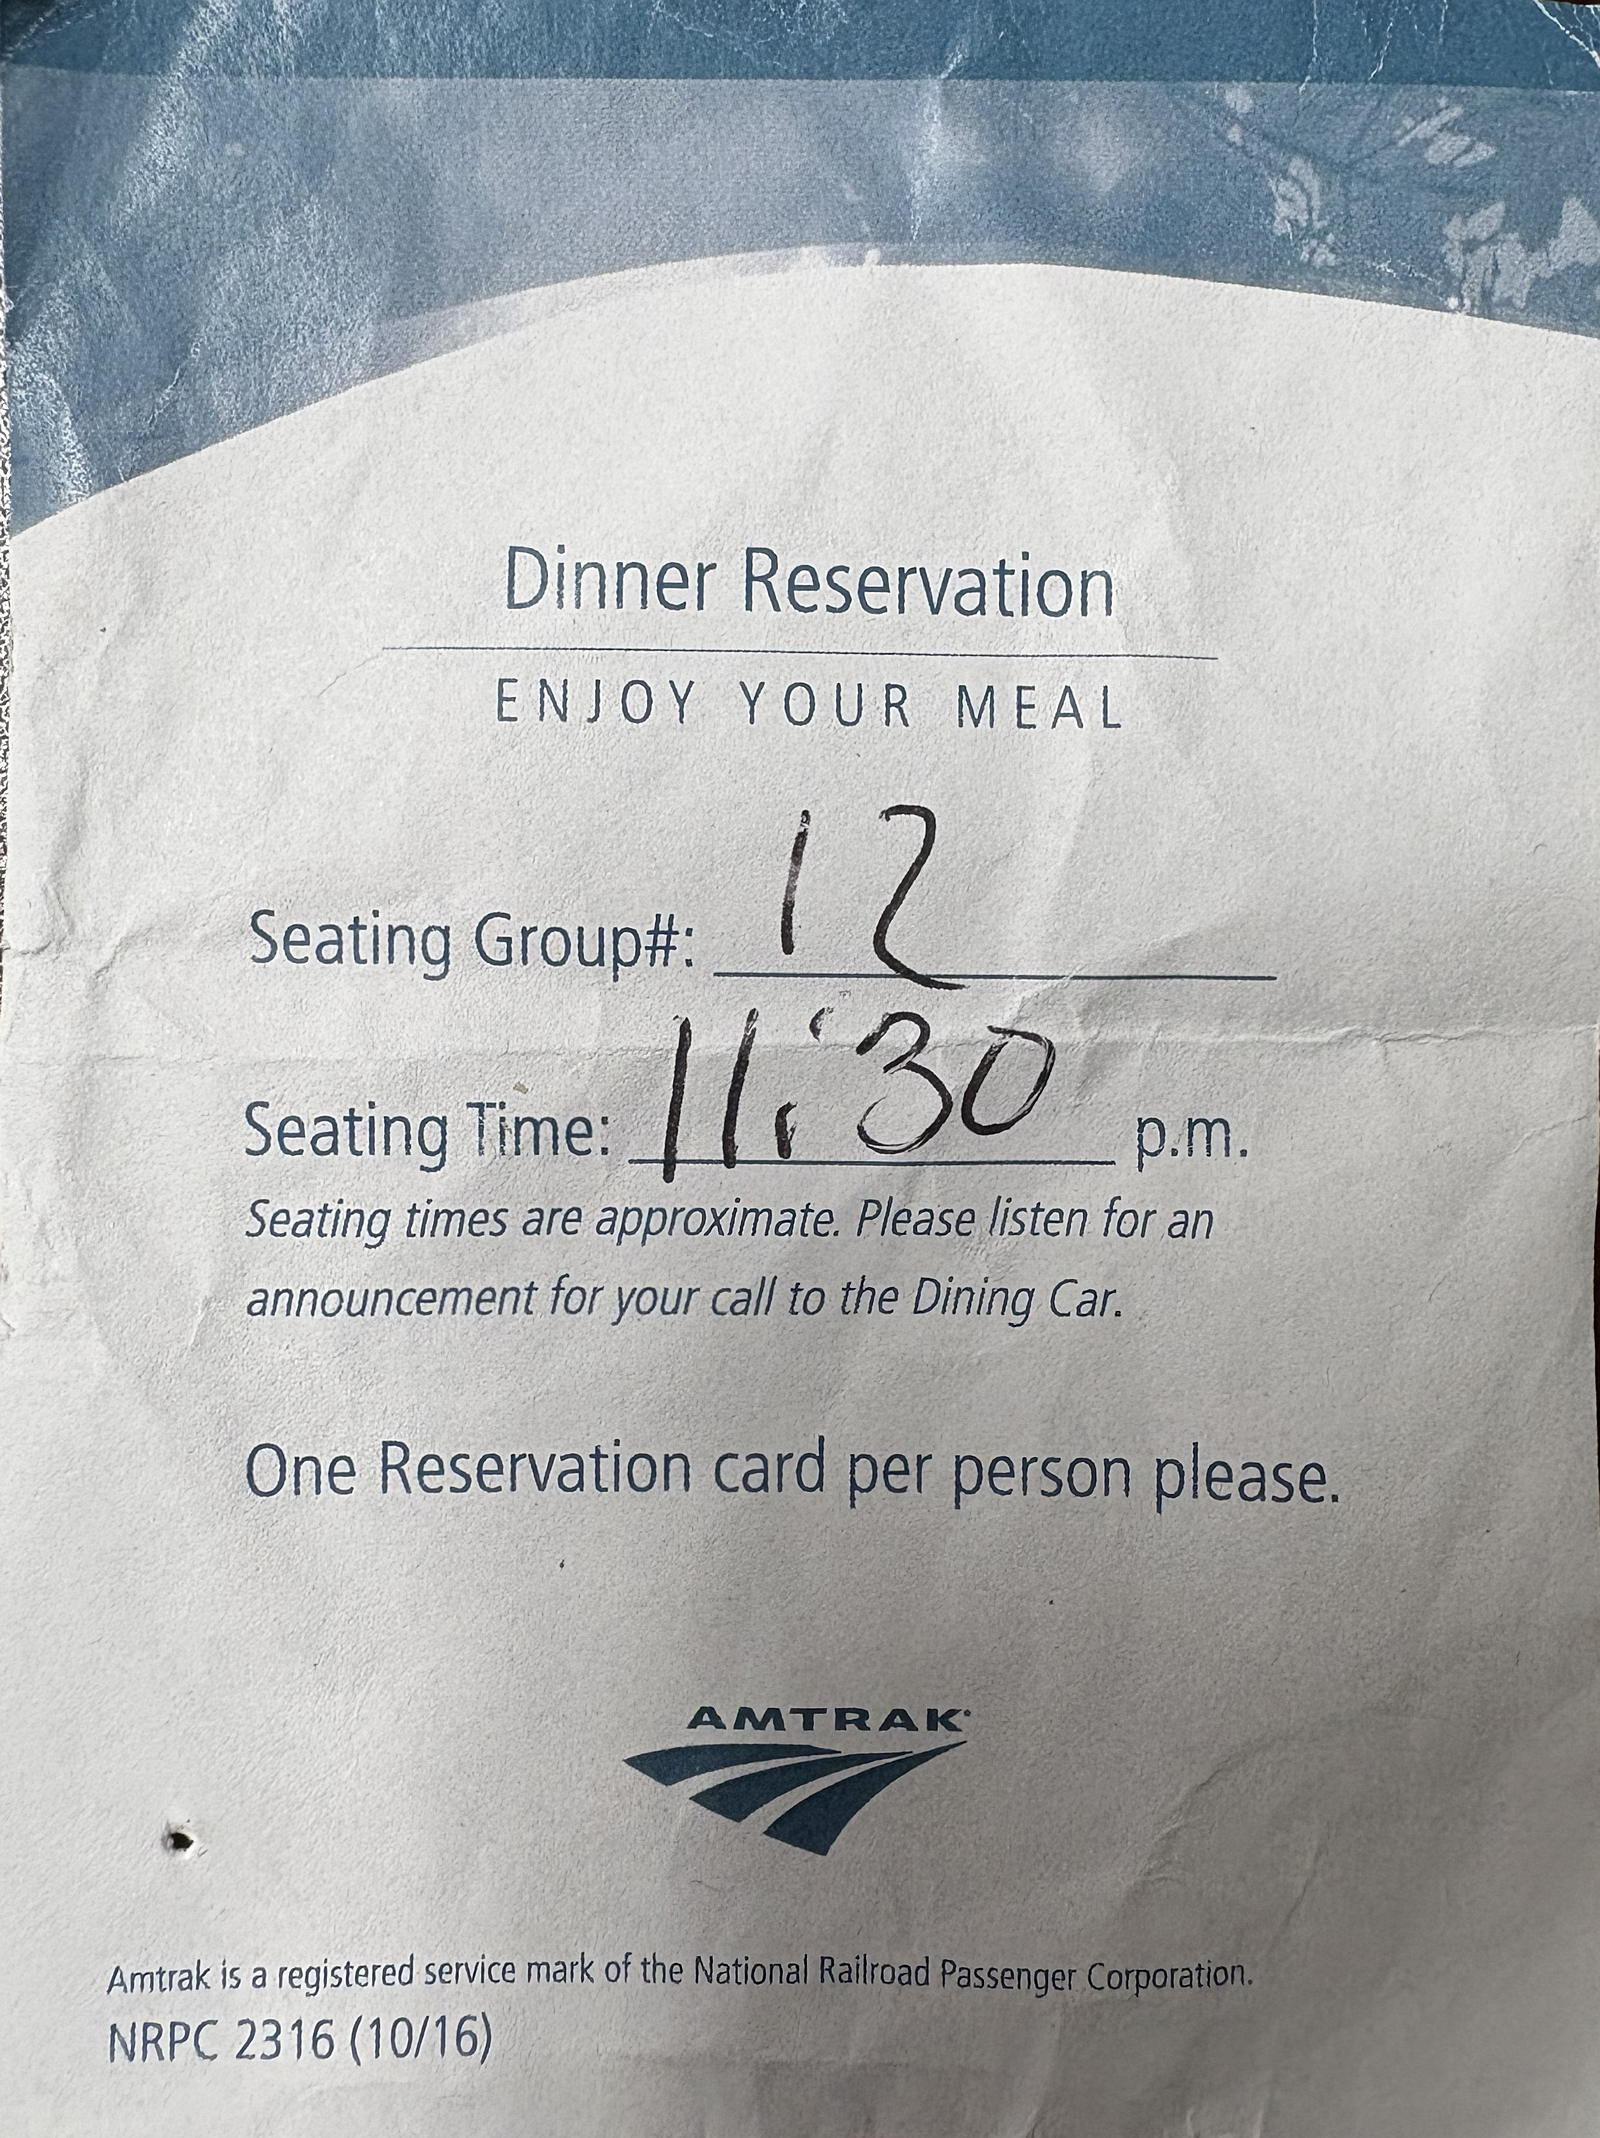 Dinner Reservation
ENJOY YOUR MEAL
Seating Group#: 12
Seating Time: 11:30 p.m.
Seating times are approximate. Please listen for an
announcement for your call to the Dining Car.
One Reservation card per person please.
AMTRAK®
Amtrak is a registered service mark of the National Railroad Passenger Corporation.
NRPC 2316 (10/16)